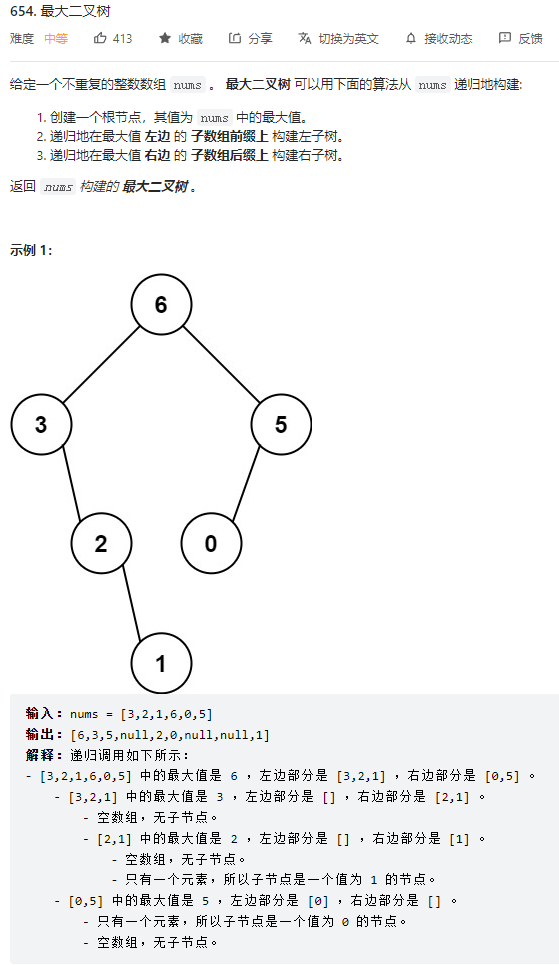 654. 最大二叉树
难度 中等 413 收藏 分享 切换为英文 接收动态 反馈
给定一个不重复的整数数组 nums 。 最大二叉树 可以用下面的算法从 nums 递归地构建:
1. 创建一个根节点，其值为 nums 中的最大值。
2. 递归地在最大值 左边 的 子数组前缀上 构建左子树。
3. 递归地在最大值 右边 的 子数组后缀上 构建右子树。
返回 nums 构建的 最大二叉树 。
示例 1：
6
3 5
2 0
1
输入：nums = [3,2,1,6,0,5]
输出：[6,3,5,null,2,0,null,null,1]
解释：递归调用如下所示：
- [3,2,1,6,0,5] 中的最大值是 6 ，左边部分是 [3,2,1] ，右边部分是 [0,5] 。
- [3,2,1] 中的最大值是 3 ，左边部分是 [] ，右边部分是 [2,1] 。
- 空数组，无子节点。
- [2,1] 中的最大值是 2 ，左边部分是 [] ，右边部分是 [1] 。
- 空数组，无子节点。
- 只有一个元素，所以子节点是一个值为 1 的节点。
- [0,5] 中的最大值是 5 ，左边部分是 [0] ，右边部分是 [] 。
- 只有一个元素，所以子节点是一个值为 0 的节点。
- 空数组，无子节点。